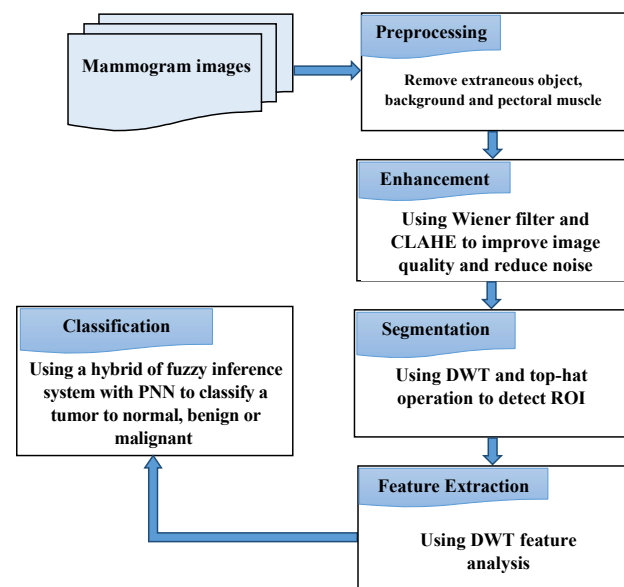 Mammogram images
Preprocessing
Remove extraneous object,
background and pectoral muscle
Enhancement
Using Wiener filter and
CLAHE to improve image
quality and reduce noise
Segmentation
Using DWT and top-hat
operation to detect ROI
Feature Extraction
Using DWT feature
analysis
Classification
Using a hybrid of fuzzy inference
system with PNN to classify a
tumor to normal, benign or
malignant